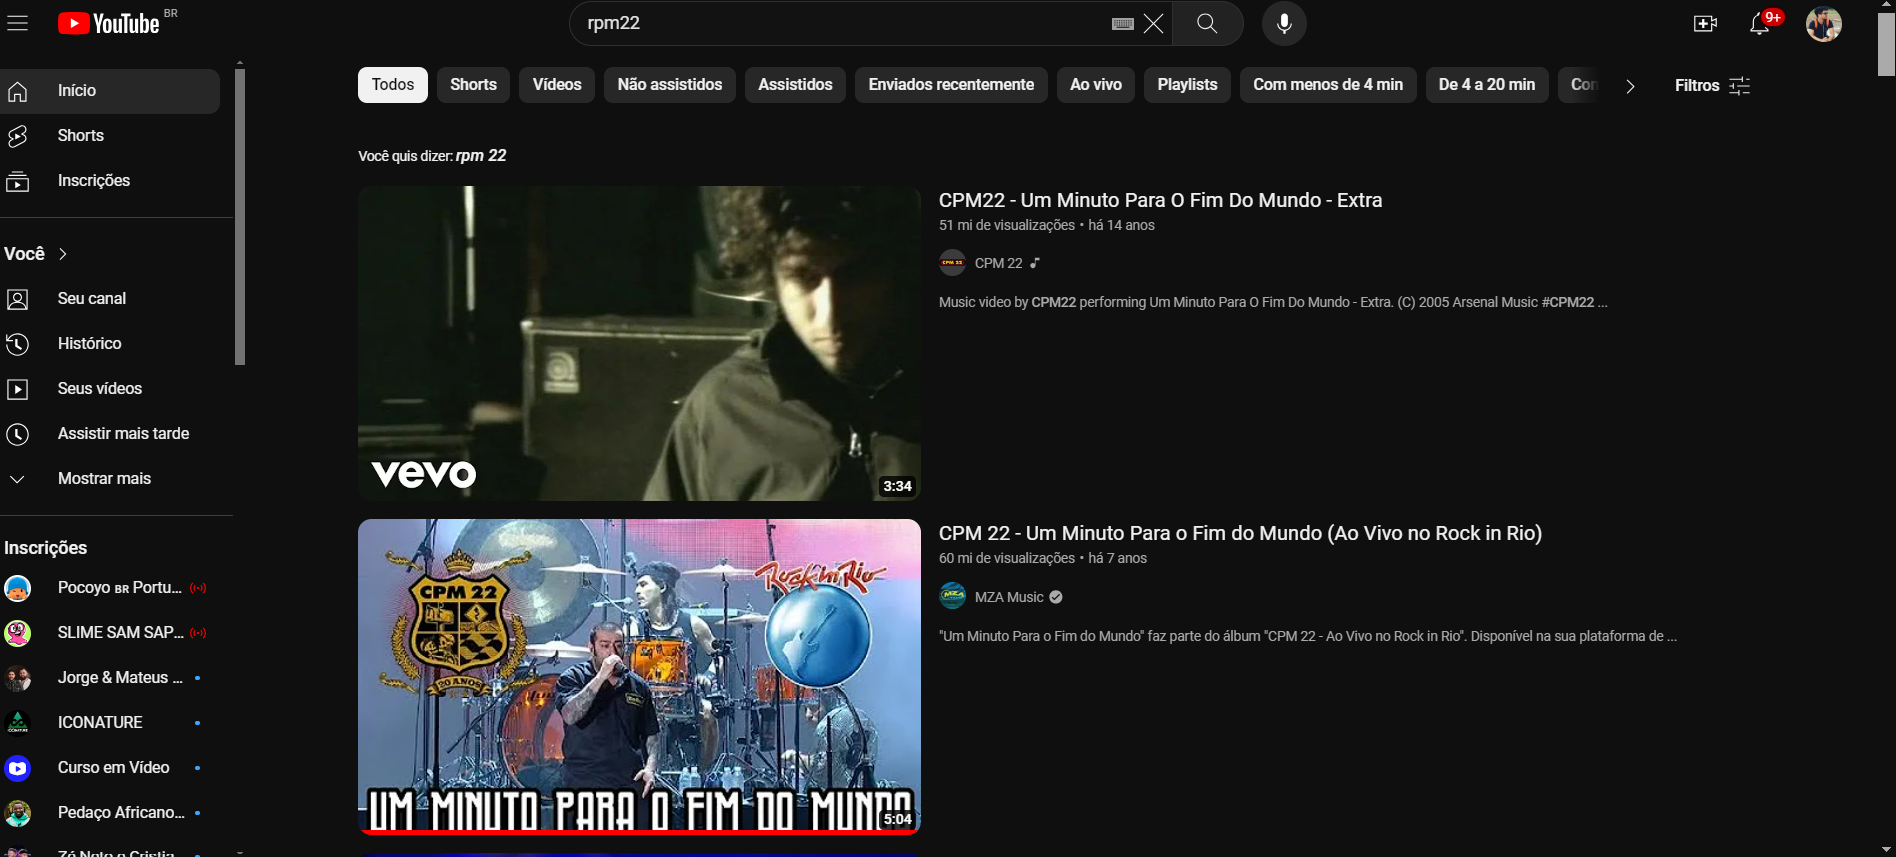 YouTube BR
rpm22
9+
Início
Shorts
Inscrições
Você
Seu canal
Histórico
Seus vídeos
Assistir mais tarde
Mostrar mais
Inscrições
Pocoyo ʙʀ Portu...
SLIME SAM SAP...
Jorge & Mateus ...
ICONATURE
Curso em Vídeo
Pedaço Africano...
Zé Neto e Cristia
Todos
Shorts
Vídeos
Não assistidos
Assistidos
Enviados recentemente
Ao vivo
Playlists
Com menos de 4 min
De 4 a 20 min
Con
Filtros
Você quis dizer: rpm 22
vevo
3:34
CPM22 - Um Minuto Para O Fim Do Mundo - Extra
51 mi de visualizações • há 14 anos
CPM 22
CPM 22
Music video by CPM22 performing Um Minuto Para O Fim Do Mundo - Extra. (C) 2005 Arsenal Music #CPM22 ...
CPM 22
20 ANOS
Rock in Rio
UM MINUTO PARA O FIM DO MUNDO
5:04
CPM 22 - Um Minuto Para o Fim do Mundo (Ao Vivo no Rock in Rio)
60 mi de visualizações • há 7 anos
MZA
MZA Music
"Um Minuto Para o Fim do Mundo" faz parte do álbum "CPM 22 - Ao Vivo no Rock in Rio". Disponível na sua plataforma de ...